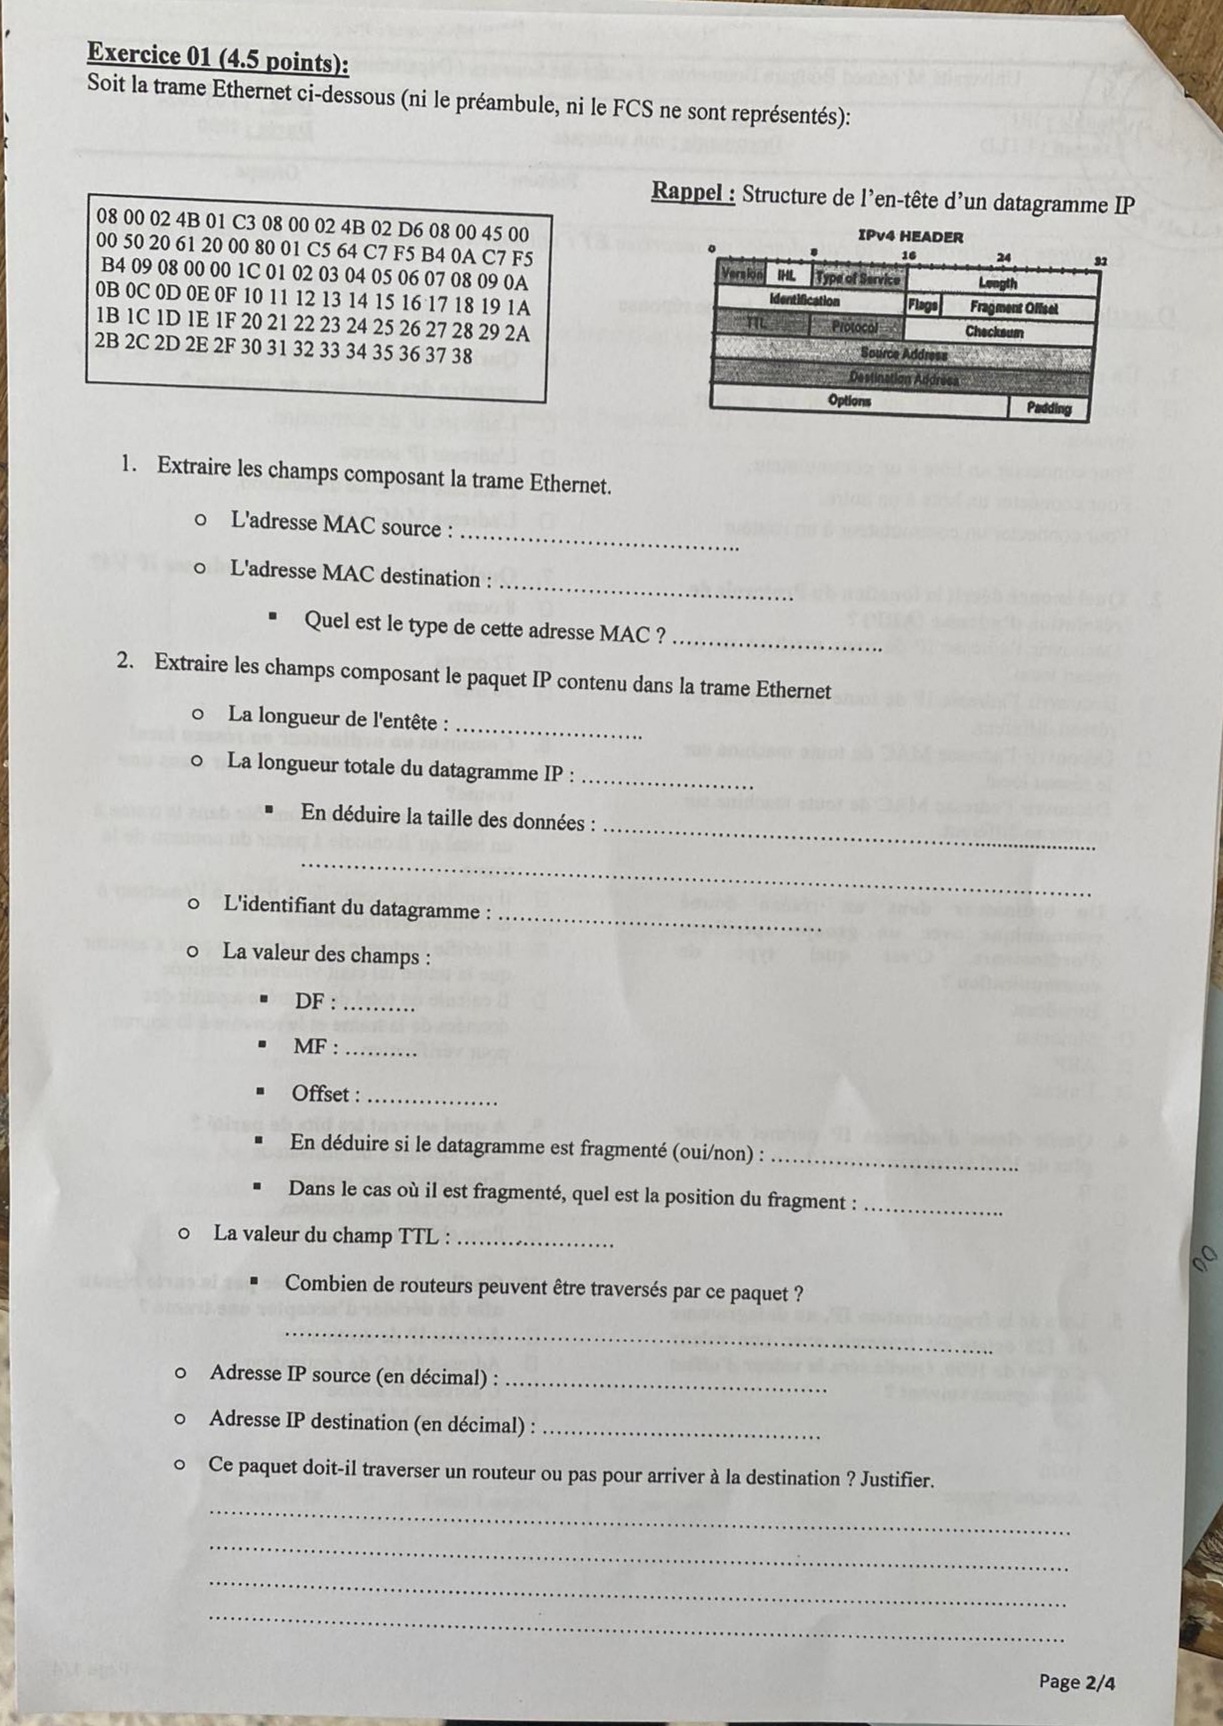 Exercice 01 (4.5 points):
Soit la trame Ethernet ci-dessous (ni le préambule, ni le FCS ne sont représentés):
08 00 02 4B 01 C3 08 00 02 4B 02 D6 08 00 45 00
00 50 20 61 20 00 80 01 C5 64 C7 F5 B4 0A C7 F5
B4 09 08 00 00 1C 01 02 03 04 05 06 07 08 09 0A
0B 0C 0D 0E 0F 10 11 12 13 14 15 16 17 18 19 1A
1B 1C 1D 1E 1F 20 21 22 23 24 25 26 27 28 29 2A
2B 2C 2D 2E 2F 30 31 32 33 34 35 36 37 38
Rappel : Structure de l'en-tête d'un datagramme IP
IPv4 HEADER
0 8 16 24 32
Version IHL Type of Service Length
Identification Flags Fragment Offset
TTL Protocol Checksum
Source Address
Destination Address
Options Padding
1. Extraire les champs composant la trame Ethernet.
o L'adresse MAC source : ........................................
o L'adresse MAC destination : ........................................
▪ Quel est le type de cette adresse MAC ? ..............................
2. Extraire les champs composant le paquet IP contenu dans la trame Ethernet
o La longueur de l'entête : ..........................
o La longueur totale du datagramme IP : ........................
▪ En déduire la taille des données : ......................................................................
..............................................................................................................
o L'identifiant du datagramme : ..............................................
o La valeur des champs :
▪ DF : ..........
▪ MF : ..........
▪ Offset : ..................
▪ En déduire si le datagramme est fragmenté (oui/non) : ...................................
▪ Dans le cas où il est fragmenté, quel est la position du fragment : ...................
o La valeur du champ TTL : ......................
▪ Combien de routeurs peuvent être traversés par ce paquet ?
....................................................................................................
o Adresse IP source (en décimal) : ..............................................
o Adresse IP destination (en décimal) : ........................................
o Ce paquet doit-il traverser un routeur ou pas pour arriver à la destination ? Justifier.
..............................................................................................................................
..............................................................................................................................
..............................................................................................................................
..............................................................................................................................
Page 2/4